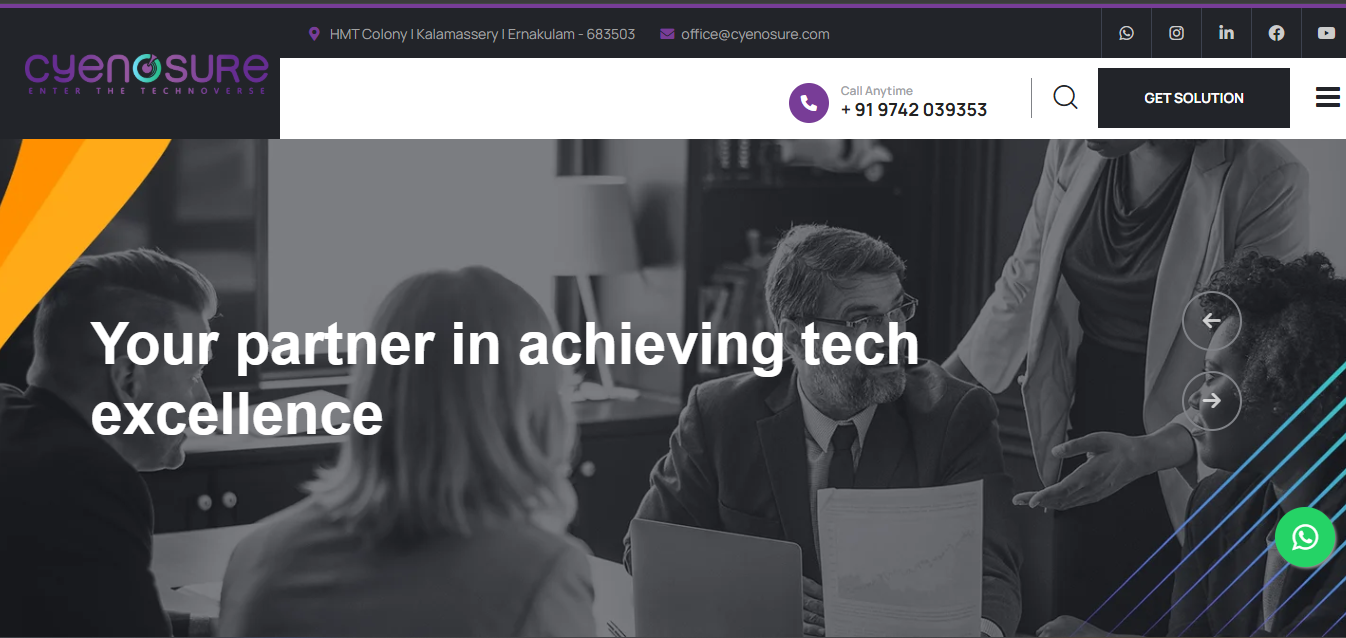 HMT Colony | Kalamassery | Ernakulam - 683503
office@cyenosure.com
cyenosure
ENTER THE TECHNOVERSE
Call Anytime
+ 91 9742 039353
GET SOLUTION
Your partner in achieving tech
excellence